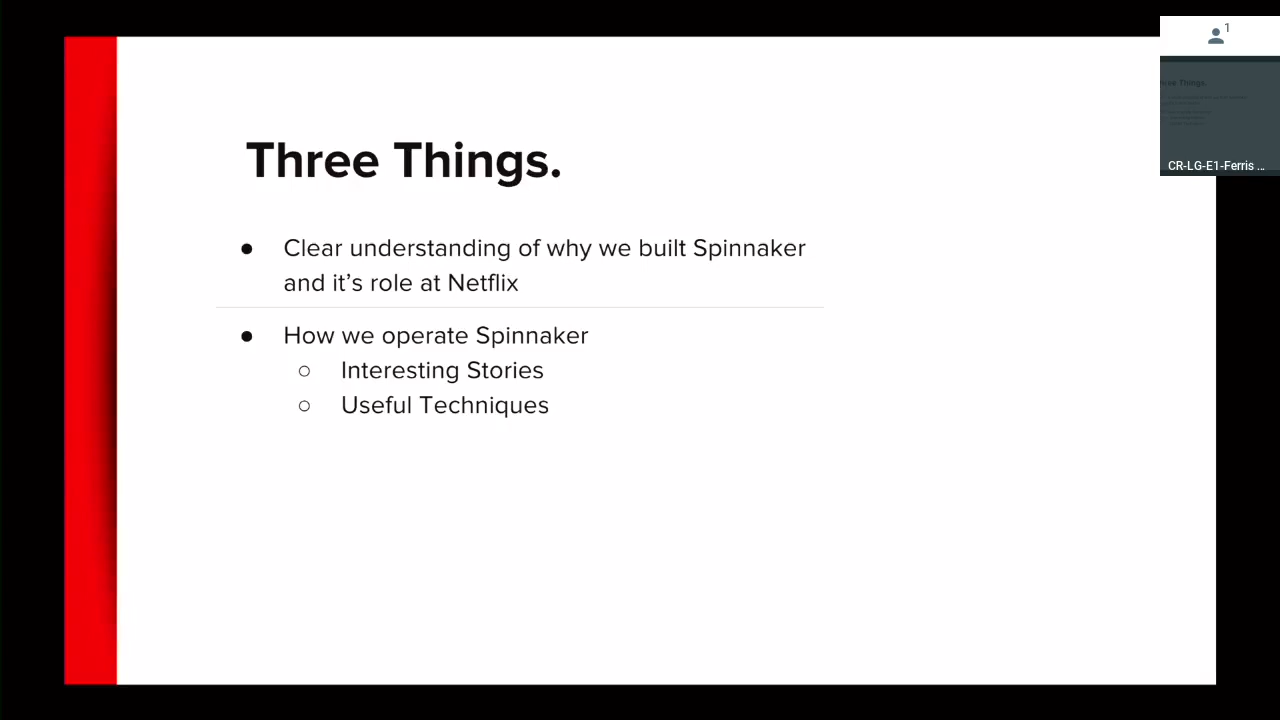 1
Three Things.
CR-LG-E1-Ferris ...
● Clear understanding of why we built Spinnaker
and it’s role at Netflix
● How we operate Spinnaker
○ Interesting Stories
○ Useful Techniques